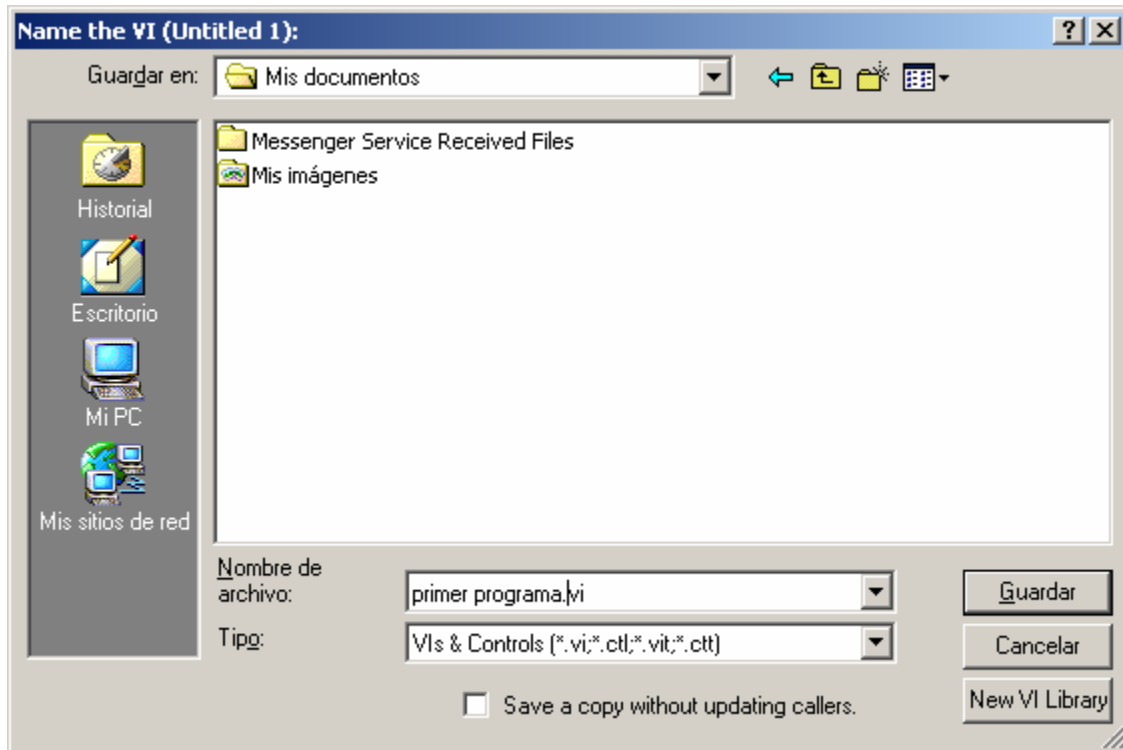 Name the VI (Untitled 1):
Guardar en:
Mis documentos
Messenger Service Received Files
Mis imágenes
Historial
Escritorio
Mi PC
Mis sitios de red
Nombre de
archivo:
primer programa.vi
Guardar
Tipo:
VIs & Controls (*.vi;*.ctl;*.vit;*.ctt)
Cancelar
Save a copy without updating callers.
New VI Library